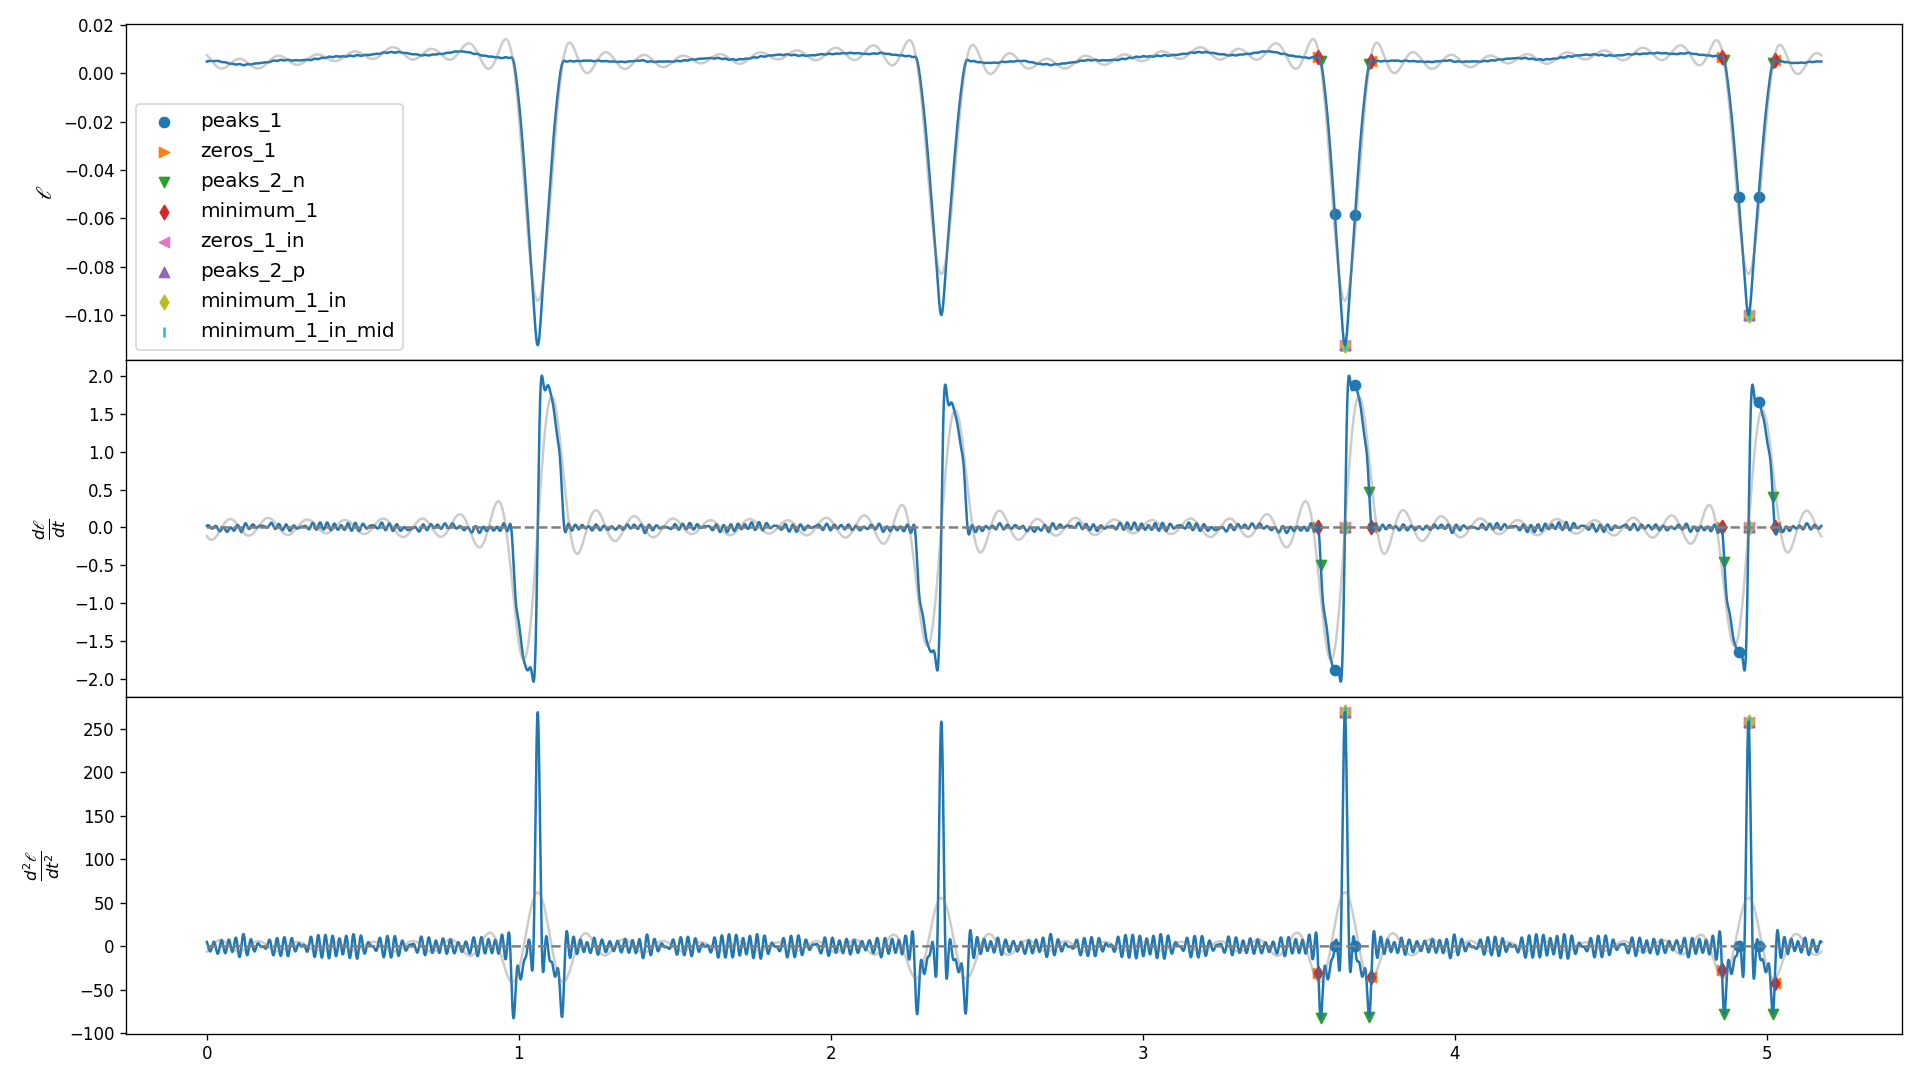 0.02
0.00
−0.02
−0.04
−0.06
−0.08
−0.10
ℓ
peaks_1
zeros_1
peaks_2_n
minimum_1
zeros_1_in
peaks_2_p
minimum_1_in
minimum_1_in_mid
2.0
1.5
1.0
0.5
0.0
−0.5
−1.0
−1.5
−2.0
dℓ/dt
250
200
150
100
50
0
−50
−100
d²ℓ/dt²
0 1 2 3 4 5